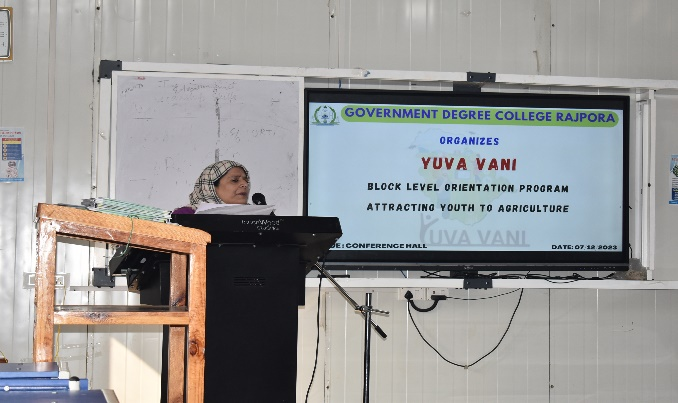 GOVERNMENT DEGREE COLLEGE RAJPORA
ORGANIZES
YUVA VANI
BLOCK LEVEL ORIENTATION PROGRAM
ATTRACTING YOUTH TO AGRICULTURE
YUVA VANI
: CONFERENCE HALL
DATE: 07-12-2023